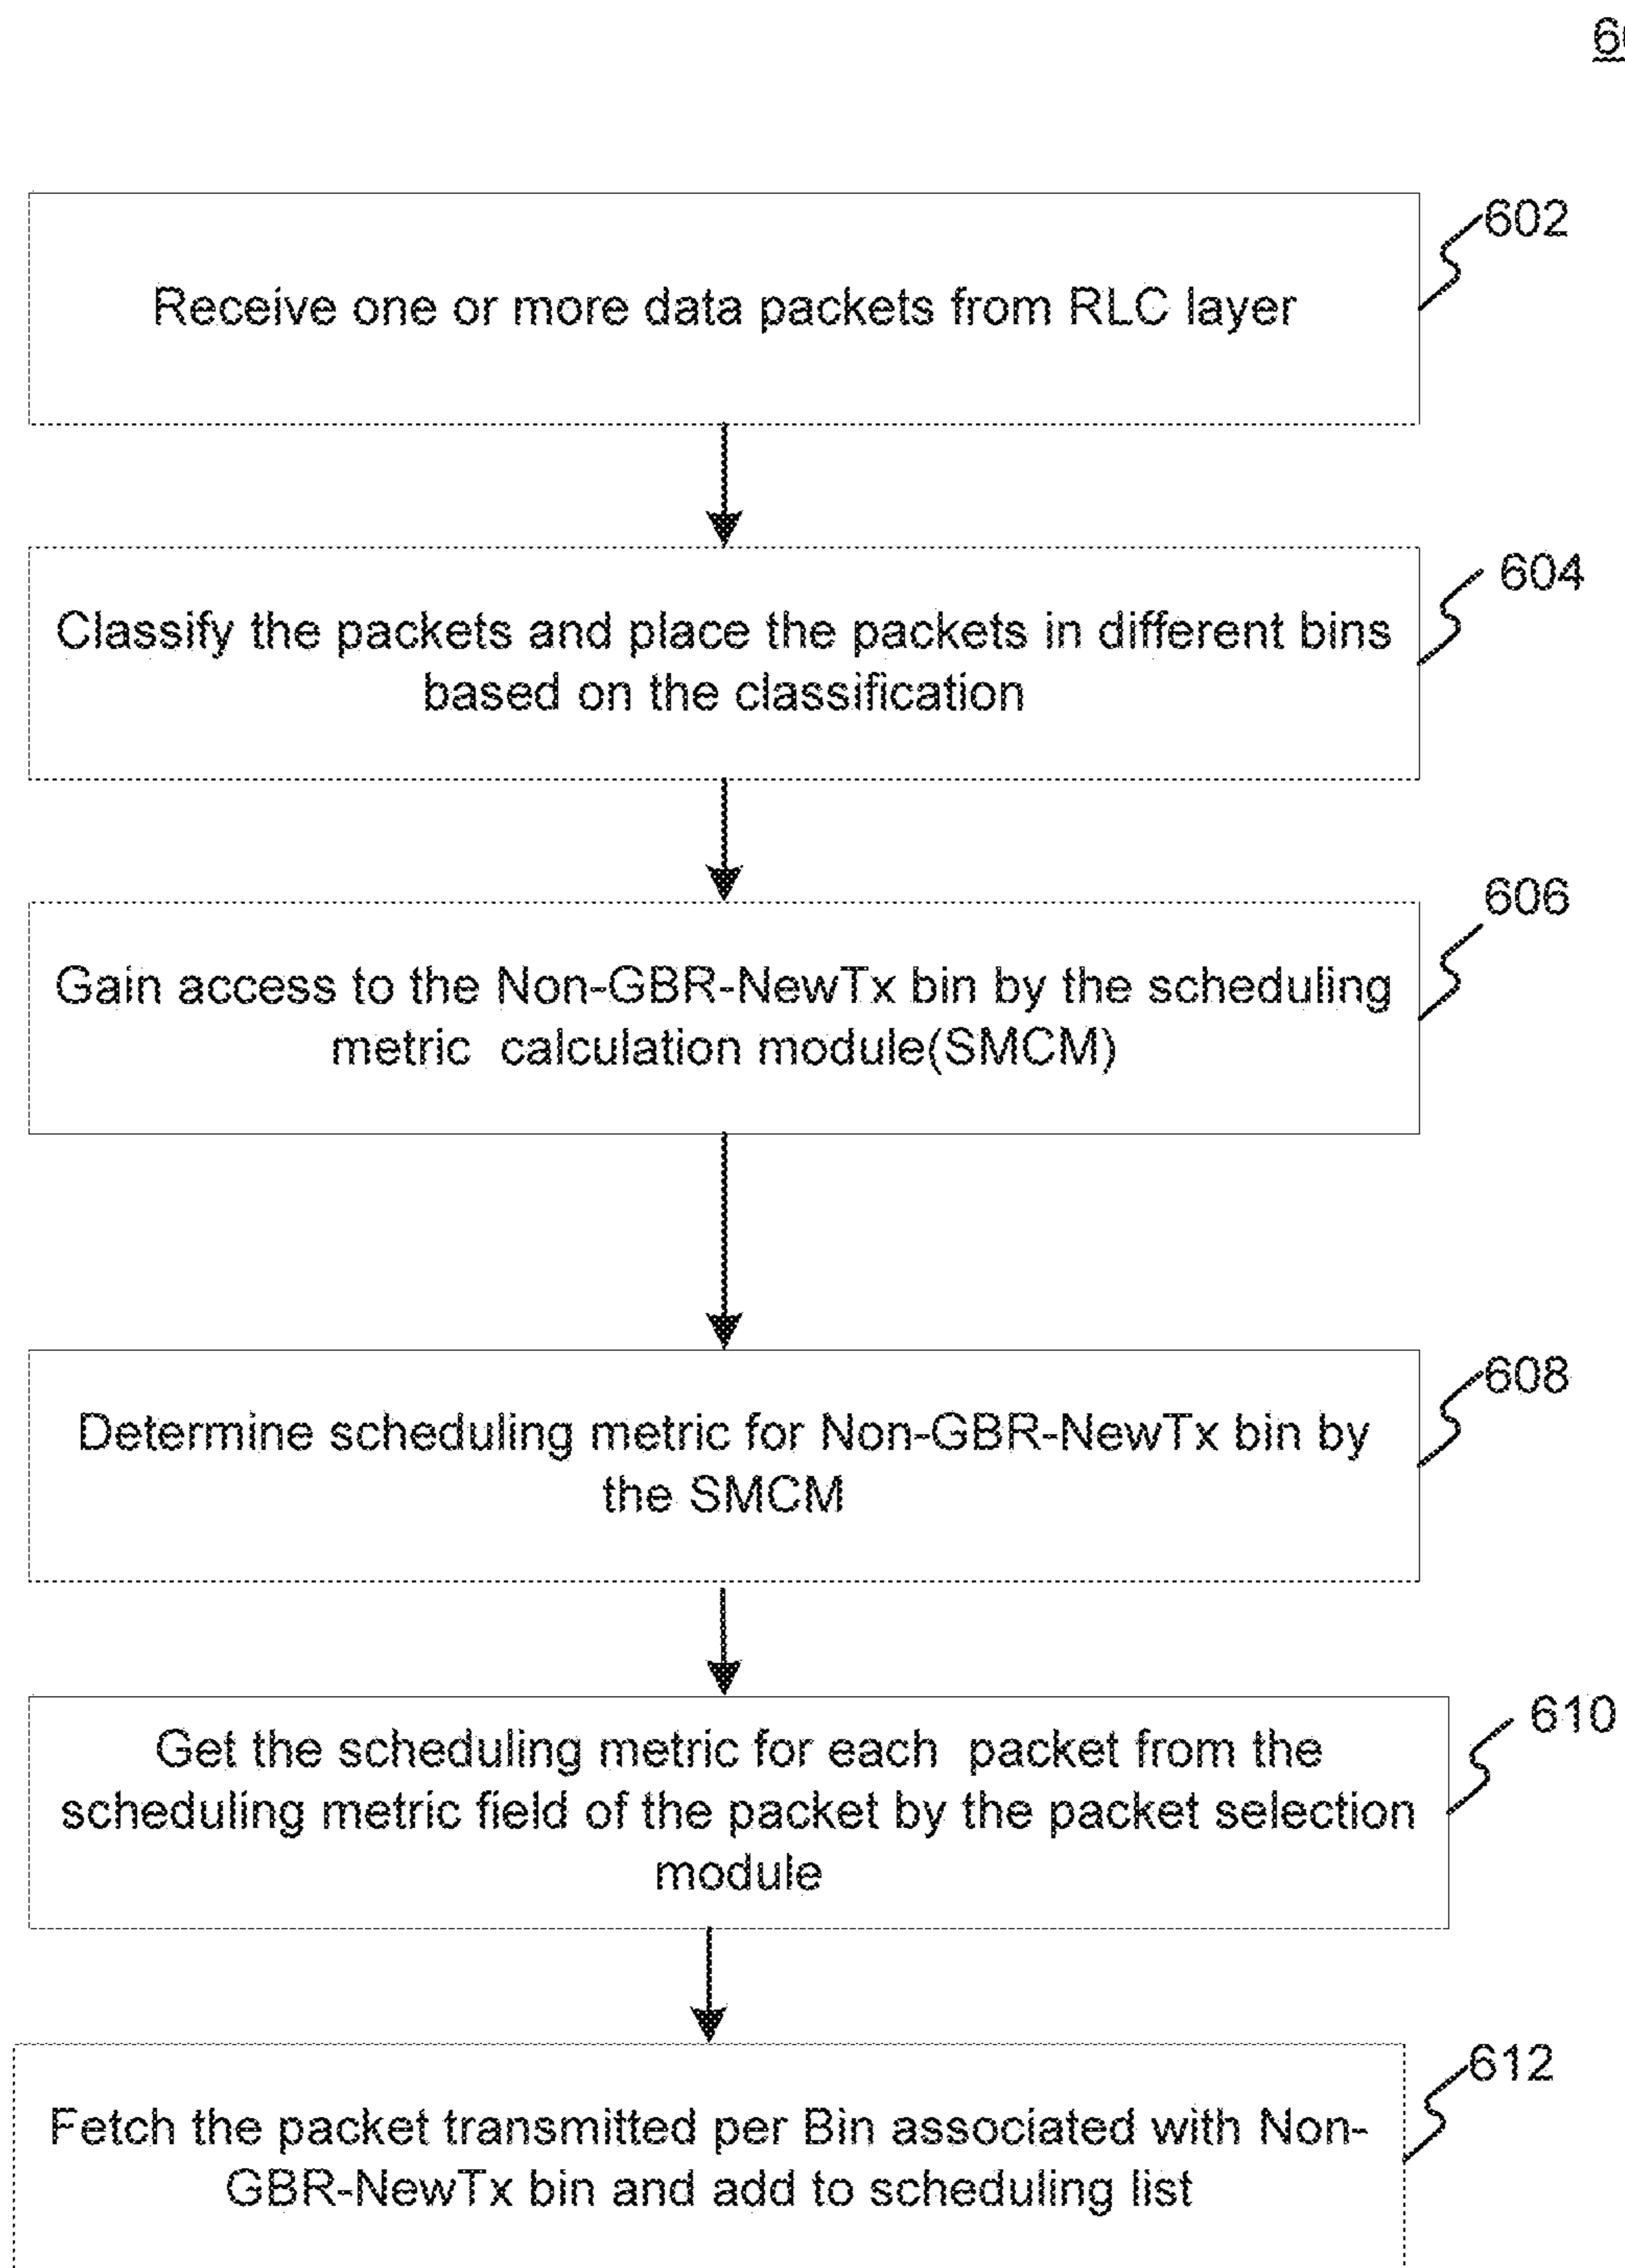 Receive one or more data packets from RLC layer
602
Classify the packets and place the packets in different bins
based on the classification
604
Gain access to the Non-GBR-NewTx bin by the scheduling
metric calculation module(SMCM)
606
Determine scheduling metric for Non-GBR-NewTx bin by
the SMCM
608
Get the scheduling metric for each packet from the
scheduling metric field of the packet by the packet selection
module
610
Fetch the packet transmitted per Bin associated with Non-
GBR-NewTx bin and add to scheduling list
612